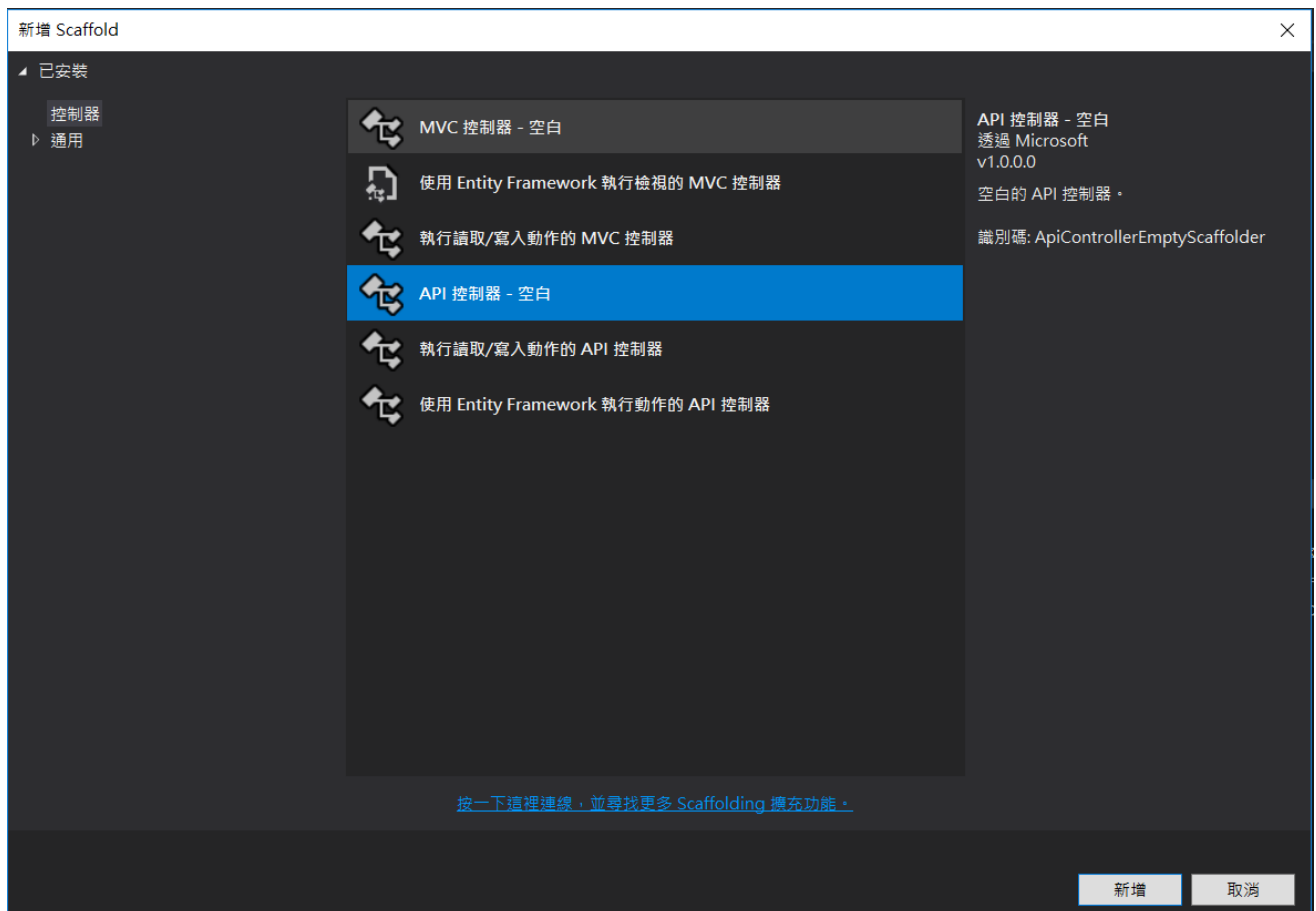 新增 Scaffold
已安裝
控制器
通用
MVC 控制器 - 空白
使用 Entity Framework 執行檢視的 MVC 控制器
執行讀取/寫入動作的 MVC 控制器
API 控制器 - 空白
執行讀取/寫入動作的 API 控制器
使用 Entity Framework 執行動作的 API 控制器
API 控制器 - 空白
透過 Microsoft
v1.0.0.0
空白的 API 控制器。
識別碼: ApiControllerEmptyScaffolder
按一下這裡連線，並尋找更多 Scaffolding 擴充功能。
新增
取消